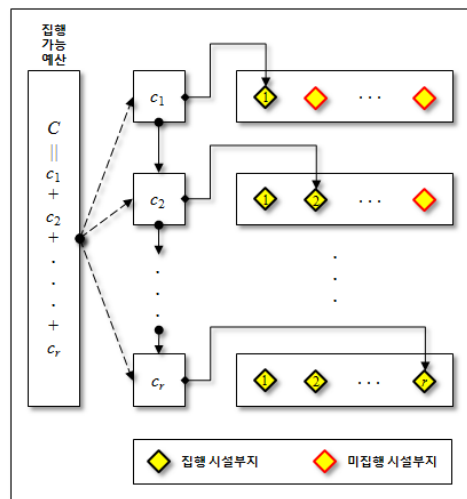 집행
가능
예산
C
||
c1
+
c2
+
.
.
.
+
cr
c1
1
. . .
c2
1
2
. . .
.
.
.
.
.
.
cr
1
2
. . .
r
집행 시설부지
미집행 시설부지